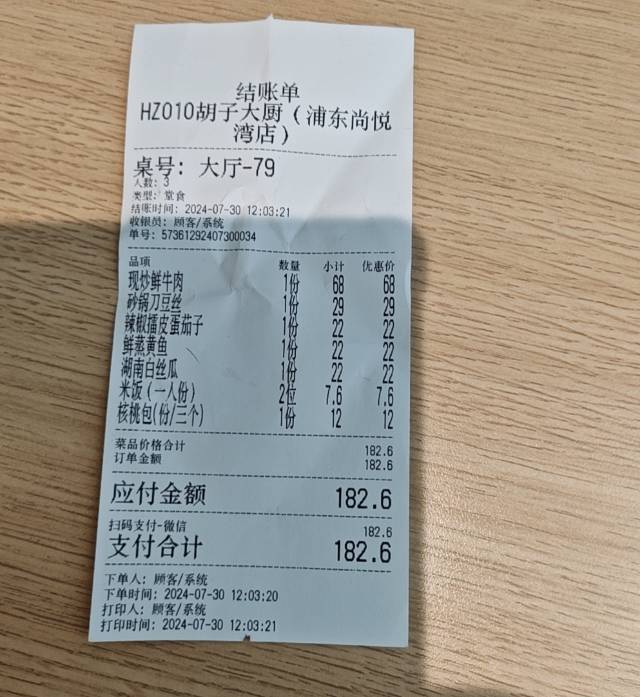 结账单
HZ010胡子大厨（浦东尚悦
湾店）
桌号：大厅-79
人数：3
类型：堂食
结账时间：2024-07-30 12:03:21
收银员：顾客/系统
单号：57361292407300034
品项 数量 小计 优惠价
现炒鲜牛肉 1份 68 68
砂锅刀豆丝 1份 29 29
辣椒擂皮蛋茄子 1份 22 22
鲜蒸黄鱼 1份 22 22
湖南白丝瓜 1份 22 22
米饭（一人份） 2位 7.6 7.6
核桃包(份/三个) 1份 12 12
菜品价格合计 182.6
订单金额 182.6
应付金额 182.6
扫码支付-微信 182.6
支付合计 182.6
下单人：顾客/系统
下单时间：2024-07-30 12:03:20
打印人：顾客/系统
打印时间：2024-07-30 12:03:21